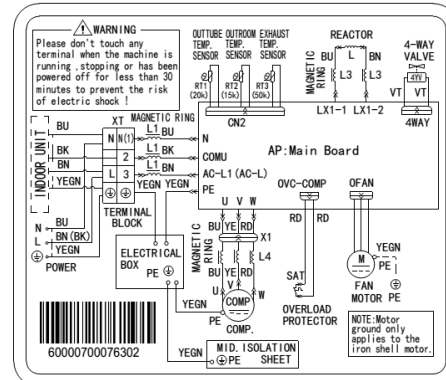 WARNING
Please don't touch any
terminal when the machine is
running ,stopping or has been
powered off for less than 30
minutes to prevent the risk
of electric shock !
OUTTUBE OUTROOM EXHAUST
TEMP. TEMP. TEMP.
SENSOR SENSOR SENSOR
RT1 RT2 RT3
(20k) (15k) (50k)
CN2
REACTOR
L
BU BN
MAGNETIC RING
L3 L3
LX1-1 LX1-2
4-WAY
VALVE
4YV
VT VT
4WAY
XT MAGNETIC RING
INDOOR UNIT
BU N N(1) L1 BU N
BK 2 L1 BK COMU
BN L 3 L1 BN AC-L1(AC-L)
YEGN YEGN YEGN PE
AP:Main Board
OVC-COMP OFAN
TERMINAL
BLOCK
N BU
L BN(BK)
YEGN
POWER
ELECTRICAL
BOX PE
U V W
BU YE RD
X1
MAGNETIC RING
BU YE RD L4
U V W
YEGN
PE COMP
COMP.
RD RD
SAT
OVERLOAD
PROTECTOR
M
YEGN
PE
FAN
MOTOR PE
YEGN PE MID. ISOLATION
SHEET
NOTE:Motor
ground only
applies to the
iron shell motor.
60000700076302